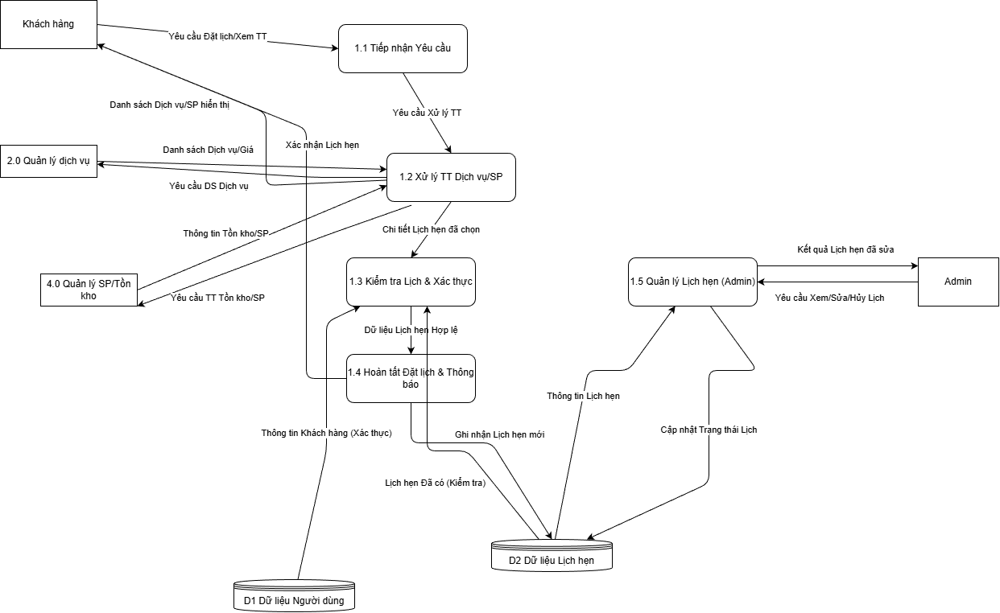 Khách hàng
Yêu cầu Đặt lịch/Xem TT
1.1 Tiếp nhận Yêu cầu
Danh sách Dịch vụ/SP hiển thị
Yêu cầu Xử lý TT
Xác nhận Lịch hẹn
Danh sách Dịch vụ/Giá
2.0 Quản lý dịch vụ
1.2 Xử lý TT Dịch vụ/SP
Yêu cầu DS Dịch vụ
Thông tin Tồn kho/SP
Chi tiết Lịch hẹn đã chọn
Kết quả Lịch hẹn đã sửa
4.0 Quản lý SP/Tồn
kho
1.3 Kiểm tra Lịch & Xác thực
1.5 Quản lý Lịch hẹn (Admin)
Admin
Yêu cầu TT Tồn kho/SP
Yêu cầu Xem/Sửa/Hủy Lịch
Dữ liệu Lịch hẹn Hợp lệ
1.4 Hoàn tất Đặt lịch & Thông
báo
Thông tin Lịch hẹn
Thông tin Khách hàng (Xác thực)
Ghi nhận Lịch hẹn mới
Cập nhật Trạng thái Lịch
Lịch hẹn Đã có (Kiểm tra)
D2 Dữ liệu Lịch hẹn
D1 Dữ liệu Người dùng